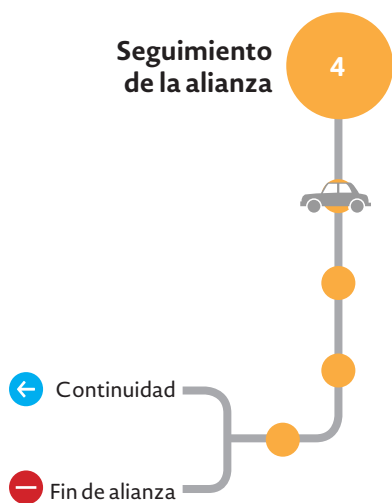 Seguimiento
de la alianza
4
Continuidad
Fin de alianza